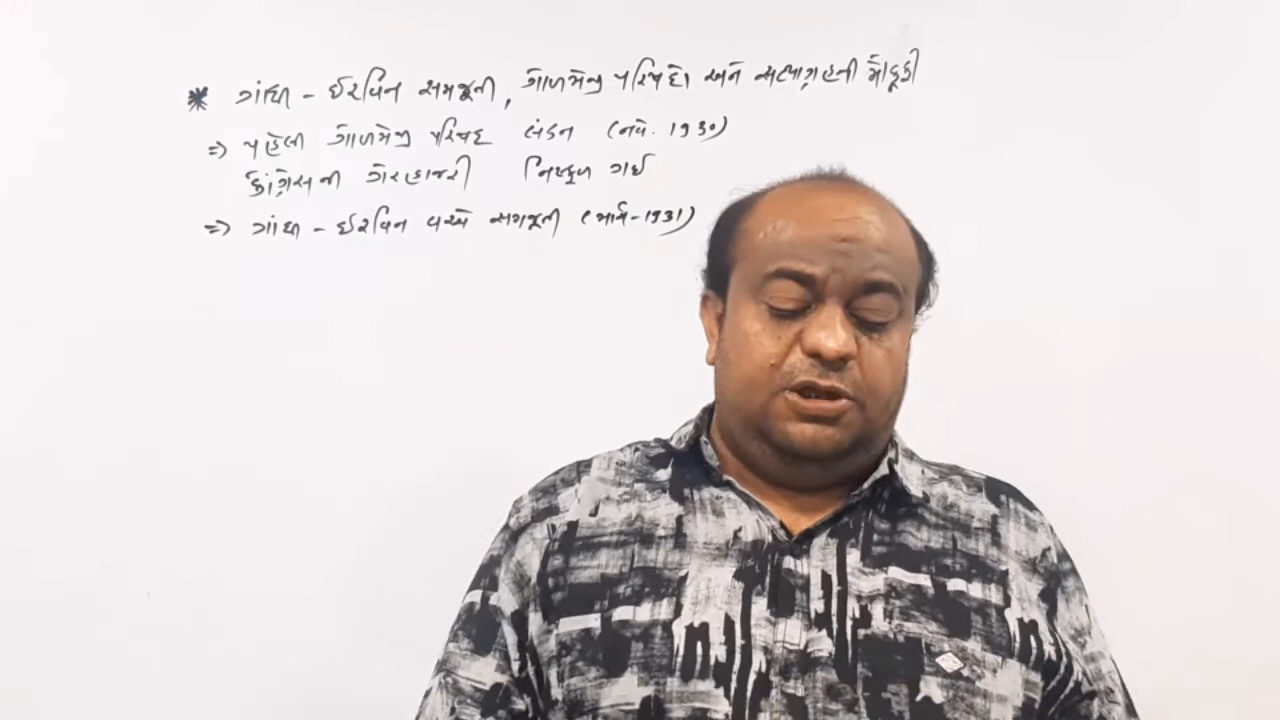 * ગાંધી - ઈરવિન સમજૂતી, ગોળમેજી પરિષદો અને સત્યાગ્રહની મોકૂફી
⇒ પહેલી ગોળમેજી પરિષદ લંડન (નવે. 1930)
કોંગ્રેસની ગેરહાજરી નિષ્ફળ ગઈ
⇒ ગાંધી - ઈરવિન વચ્ચે સમજૂતી (માર્ચ-1931)